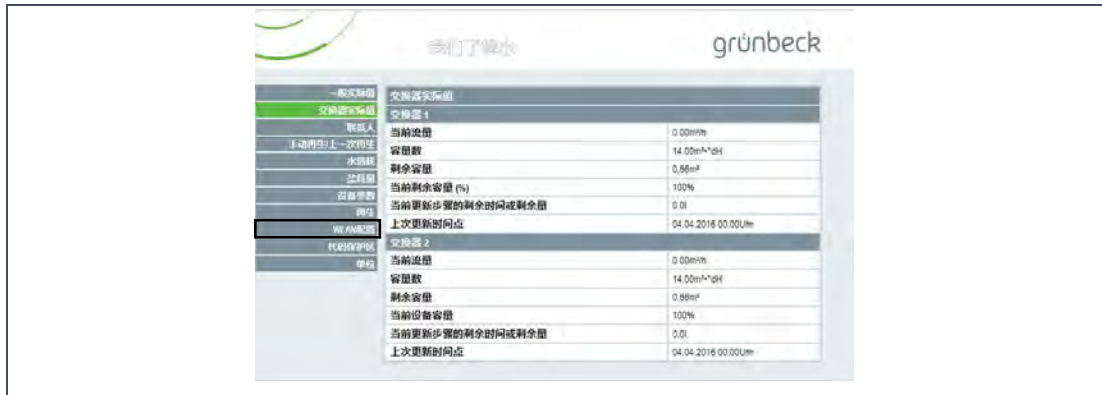 我们了解水
grünbeck
一般实际值
交换器实际值
联系人
手动再生/上一次再生
水消耗
盐耗量
设备参数
再生
WLAN配置
代码保护区
单位
交换器实际值
交换器 1
当前流量 0.00m³/h
容量数 14.00m³×°dH
剩余容量 0,56m³
当前剩余容量 (%) 100%
当前更新步骤的剩余时间或剩余量 0.0l
上次更新时间点 04.04.2016 00:00Uhr
交换器 2
当前流量 0.00m³/h
容量数 14.00m³×°dH
剩余容量 0,56m³
当前设备容量 100%
当前更新步骤的剩余时间或剩余量 0.0l
上次更新时间点 04.04.2016 00:00Uhr